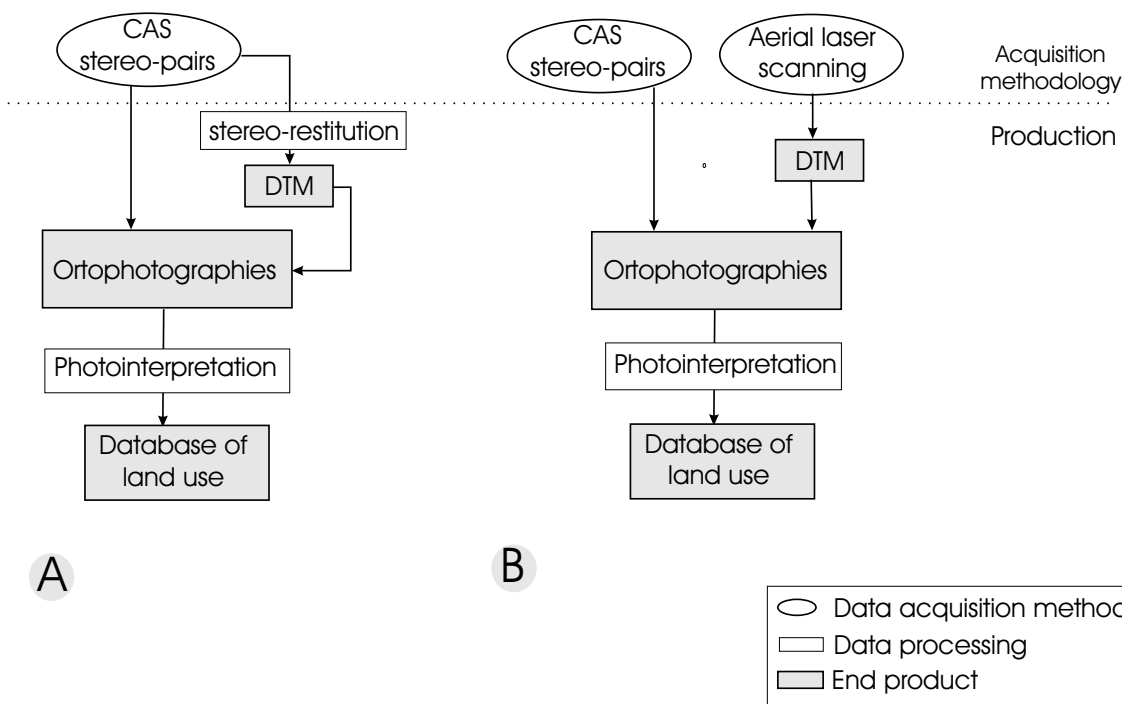 CAS
stereo-pairs
stereo-restitution
DTM
Ortophotographies
Photointerpretation
Database of
land use
A
CAS
stereo-pairs
Aerial laser
scanning
DTM
Ortophotographies
Photointerpretation
Database of
land use
B
Acquisition
methodology
Production
Data acquisition method
Data processing
End product